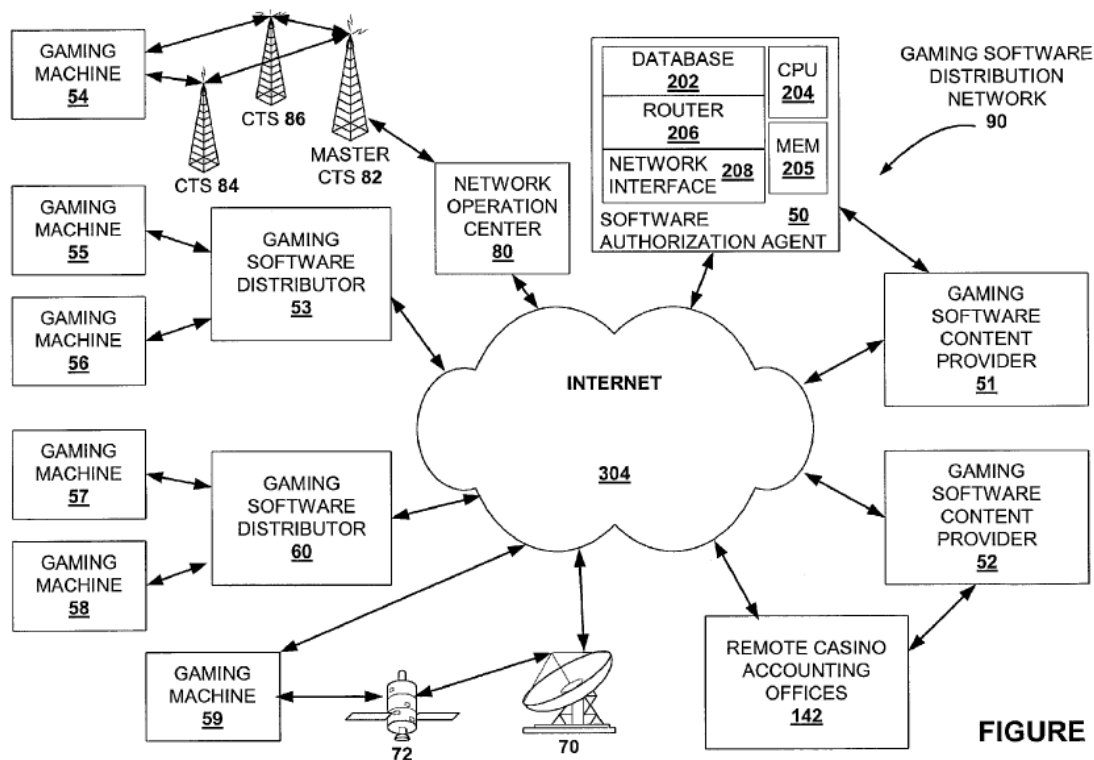 GAMING
MACHINE
54
CTS 86
CTS 84
MASTER
CTS 82
NETWORK
OPERATION
CENTER
80
DATABASE
202
ROUTER
206
NETWORK
INTERFACE 208
CPU
204
MEM
205
50
SOFTWARE
AUTHORIZATION AGENT
GAMING SOFTWARE
DISTRIBUTION
NETWORK
90
GAMING
MACHINE
55
GAMING
MACHINE
56
GAMING
SOFTWARE
DISTRIBUTOR
53
GAMING
SOFTWARE
CONTENT
PROVIDER
51
INTERNET
304
GAMING
MACHINE
57
GAMING
MACHINE
58
GAMING
SOFTWARE
DISTRIBUTOR
60
GAMING
SOFTWARE
CONTENT
PROVIDER
52
GAMING
MACHINE
59
72
70
REMOTE CASINO
ACCOUNTING
OFFICES
142
FIGURE